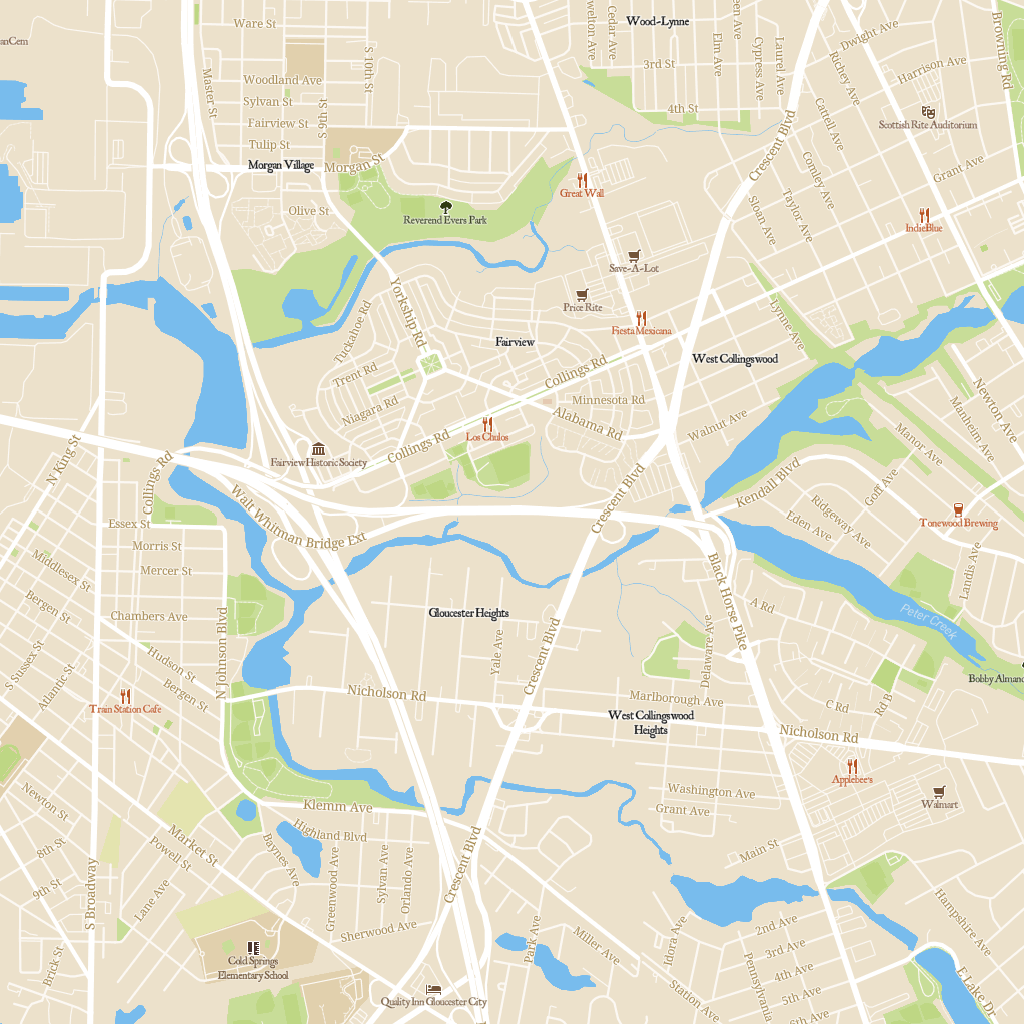 Ware St
Wood-Lynne
Cedar Ave
Elm Ave
Cypress Ave
Laurel Ave
Dwight Ave
Browning Rd
S 10th St
3rd St
Richey Ave
Harrison Ave
Woodland Ave
Master St
Sylvan St
S 9th St
4th St
Cattell Ave
Scottish Rite Auditorium
Fairview St
Tulip St
Crescent Blvd
Morgan Village
Morgan St
Conley Ave
Grant Ave
Great Wall
Olive St
Reverend Evers Park
Sloan Ave
Taylor Ave
IndieBlue
Save-A-Lot
Yorkship Rd
Price Rite
Tuckahoe Rd
Fiesta Mexicana
Lynne Ave
Fairview
West Collingswood
Trent Rd
Collings Rd
Newton Ave
Niagara Rd
Minnesota Rd
Manheim Ave
Alabama Rd
Walnut Ave
Los Chulos
Manor Ave
Collings Rd
N King St
Fairview Historic Society
Collings Rd
Kendall Blvd
Goff Ave
Crescent Blvd
Walt Whitman Bridge Ext
Ridgeway Ave
Eden Ave
Tonewood Brewing
Essex St
Morris St
Middlesex St
Mercer St
Black Horse Pike
Landis Ave
Bergen St
Chambers Ave
Gloucester Heights
A Rd
Peter Creek
N Johnson Blvd
S Sussex St
Hudson St
Yale Ave
Crescent Blvd
Delaware Ave
Atlantic St
Bergen St
Nicholson Rd
Marlborough Ave
Train Station Cafe
C Rd
Rd B
West Collingswood
Heights
Nicholson Rd
Applebee's
Newton St
Washington Ave
Walmart
Klemm Ave
Grant Ave
8th St
Market St
Highland Blvd
Powell St
Baynes Ave
Main St
9th St
S Broadway
Lane Ave
Greenwood Ave
Sylvan Ave
Orlando Ave
Crescent Blvd
Hampshire Ave
Sherwood Ave
Park Ave
Miller Ave
Idora Ave
2nd Ave
3rd Ave
Brick St
Cold Springs
Elementary School
4th Ave
E Lake Dr
Pennsylvania
Station Ave
5th Ave
6th Ave
Quality Inn Gloucester City